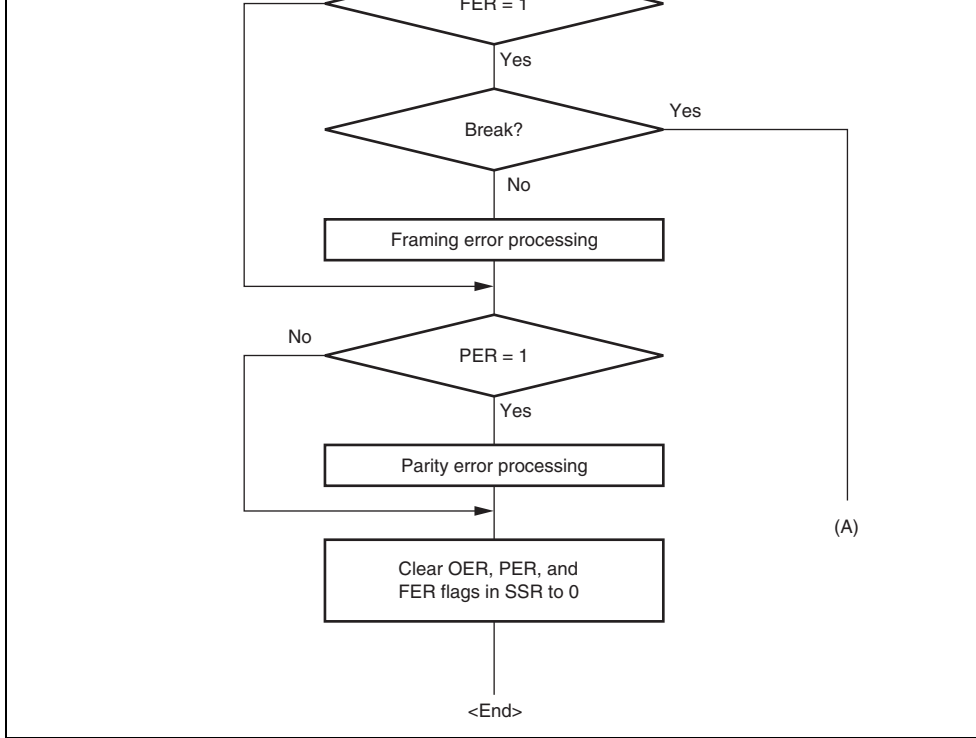 FER = 1
Yes
Break?
Yes
No
Framing error processing
No
PER = 1
Yes
Parity error processing
(A)
Clear OER, PER, and
FER flags in SSR to 0
<End>